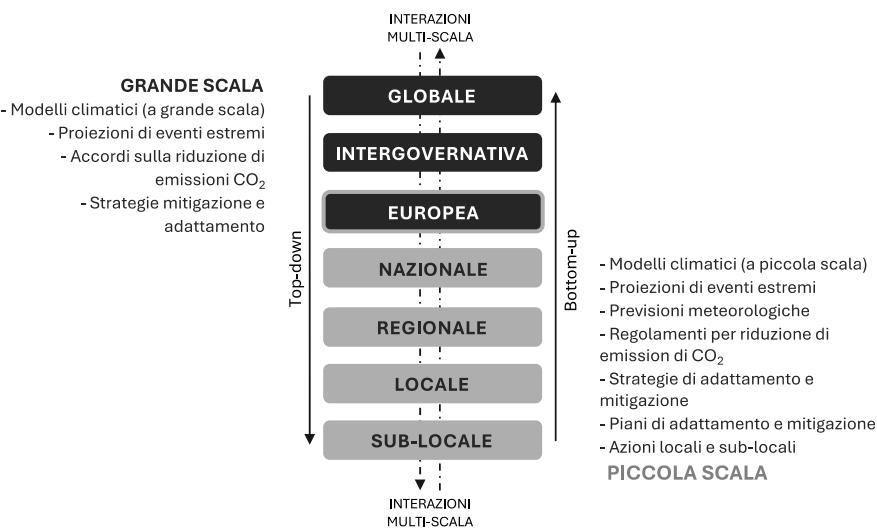 INTERAZIONI
MULTI-SCALA
GRANDE SCALA
- Modelli climatici (a grande scala)
- Proiezioni di eventi estremi
- Accordi sulla riduzione di
emissioni CO₂
- Strategie mitigazione e
adattamento
Top-down
GLOBALE
INTERGOVERNATIVA
EUROPEA
NAZIONALE
REGIONALE
LOCALE
SUB-LOCALE
Bottom-up
- Modelli climatici (a piccola scala)
- Proiezioni di eventi estremi
- Previsioni meteorologiche
- Regolamenti per riduzione di
emission di CO₂
- Strategie di adattamento e
mitigazione
- Piani di adattamento e mitigazione
- Azioni locali e sub-locali
PICCOLA SCALA
INTERAZIONI
MULTI-SCALA